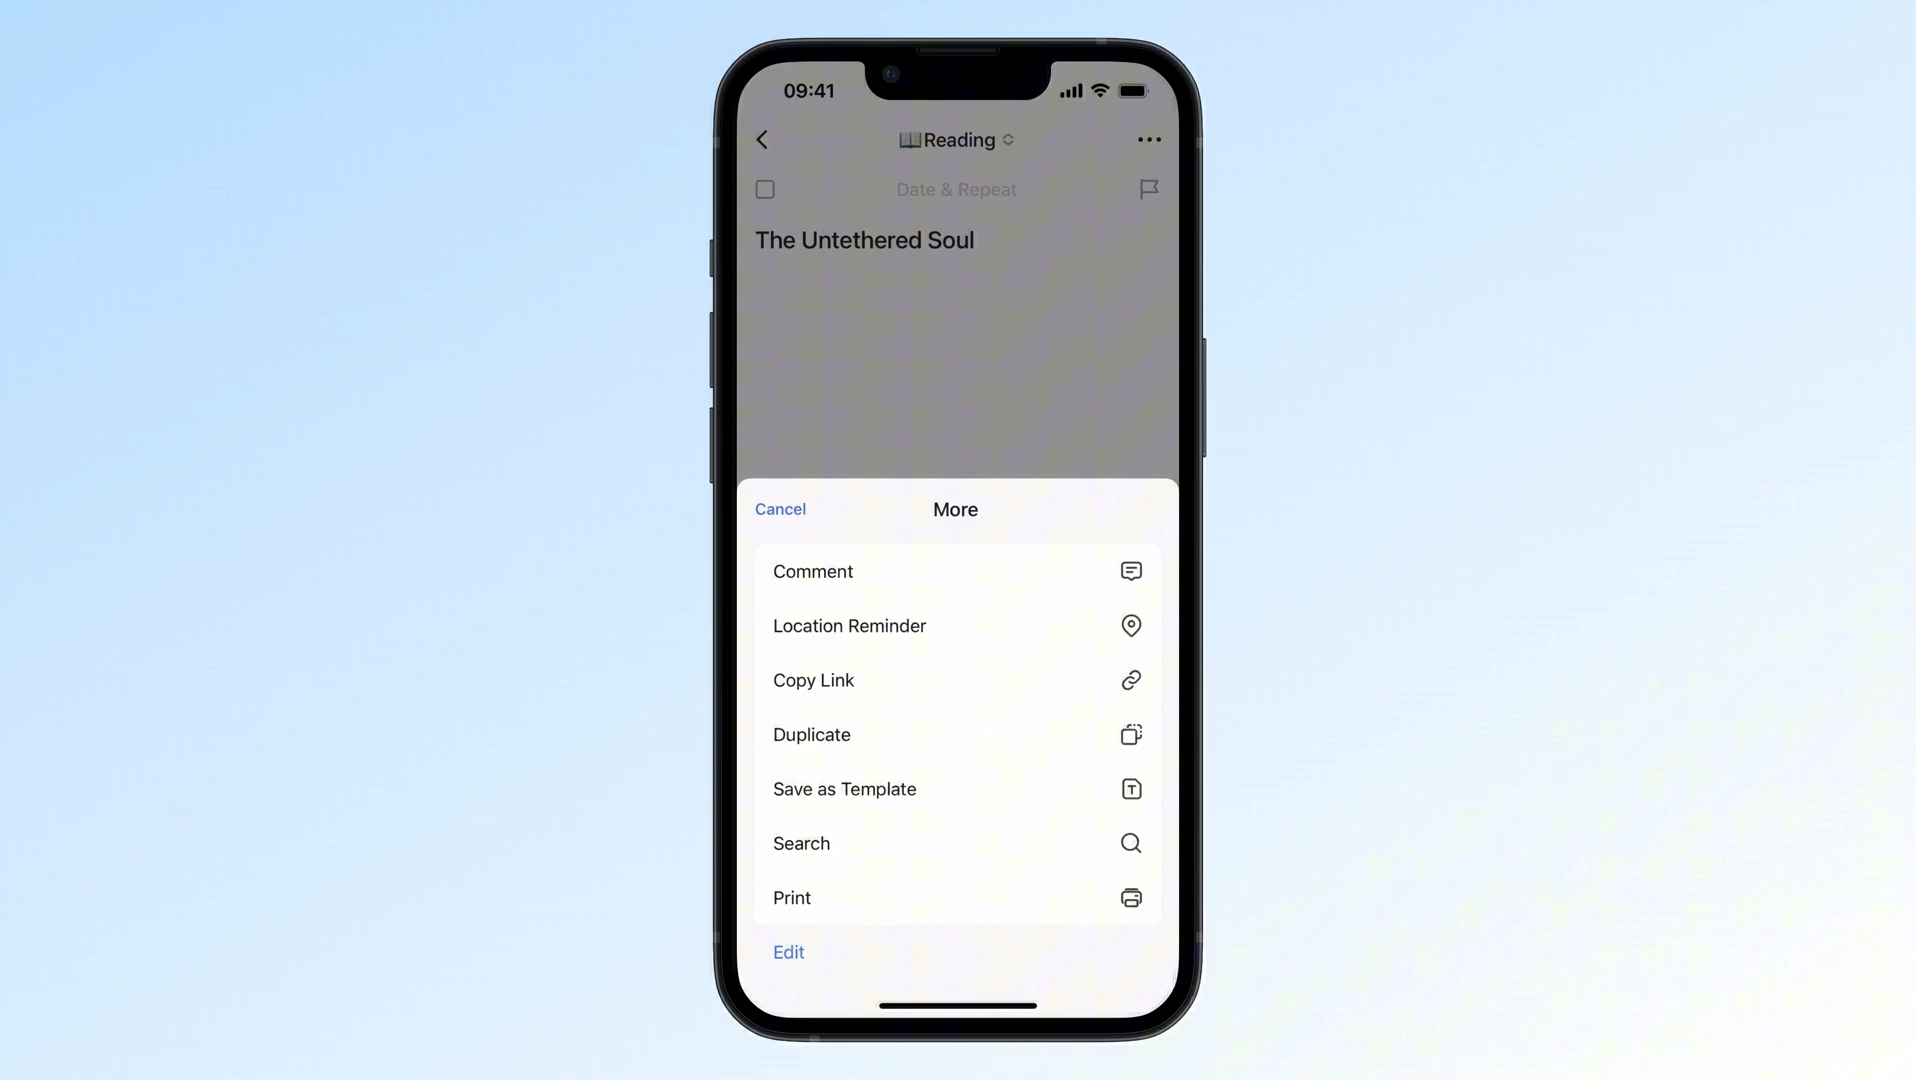 09:41
📖Reading
Date & Repeat
The Untethered Soul
Cancel
More
Comment
Location Reminder
Copy Link
Duplicate
Save as Template
Search
Print
Edit